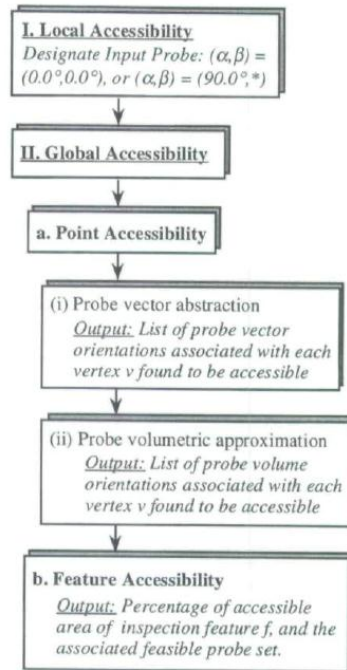 I. Local Accessibility
Designate Input Probe: (α,β) =
(0.0°,0.0°), or (α,β) = (90.0°,*)
II. Global Accessibility
a. Point Accessibility
(i) Probe vector abstraction
Output: List of probe vector
orientations associated with each
vertex v found to be accessible
(ii) Probe volumetric approximation
Output: List of probe volume
orientations associated with each
vertex v found to be accessible
b. Feature Accessibility
Output: Percentage of accessible
area of inspection feature f, and the
associated feasible probe set.